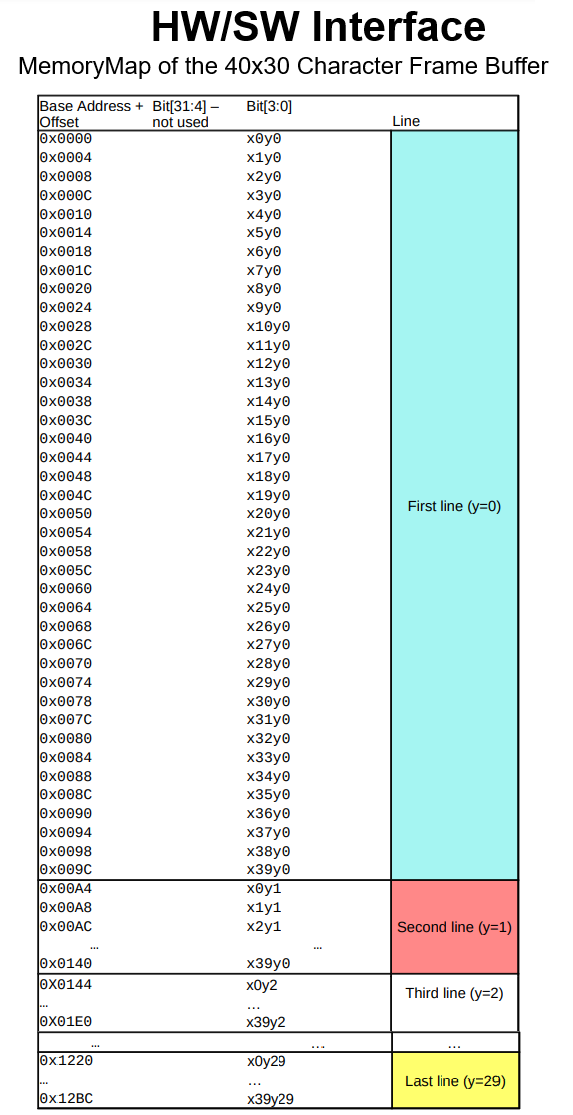 HW/SW Interface
MemoryMap of the 40x30 Character Frame Buffer
Base Address + Bit[31:4] – Bit[3:0]
Offset not used Line
0x0000 x0y0
0x0004 x1y0
0x0008 x2y0
0x000C x3y0
0x0010 x4y0
0x0014 x5y0
0x0018 x6y0
0x001C x7y0
0x0020 x8y0
0x0024 x9y0
0x0028 x10y0
0x002C x11y0
0x0030 x12y0
0x0034 x13y0
0x0038 x14y0
0x003C x15y0
0x0040 x16y0
0x0044 x17y0
0x0048 x18y0
0x004C x19y0
0x0050 x20y0 First line (y=0)
0x0054 x21y0
0x0058 x22y0
0x005C x23y0
0x0060 x24y0
0x0064 x25y0
0x0068 x26y0
0x006C x27y0
0x0070 x28y0
0x0074 x29y0
0x0078 x30y0
0x007C x31y0
0x0080 x32y0
0x0084 x33y0
0x0088 x34y0
0x008C x35y0
0x0090 x36y0
0x0094 x37y0
0x0098 x38y0
0x009C x39y0
0x00A4 x0y1
0x00A8 x1y1
0x00AC x2y1 Second line (y=1)
… …
0x0140 x39y0
0X0144 x0y2 Third line (y=2)
… …
0X01E0 x39y2
… … …
0x1220 x0y29
… … Last line (y=29)
0x12BC x39y29